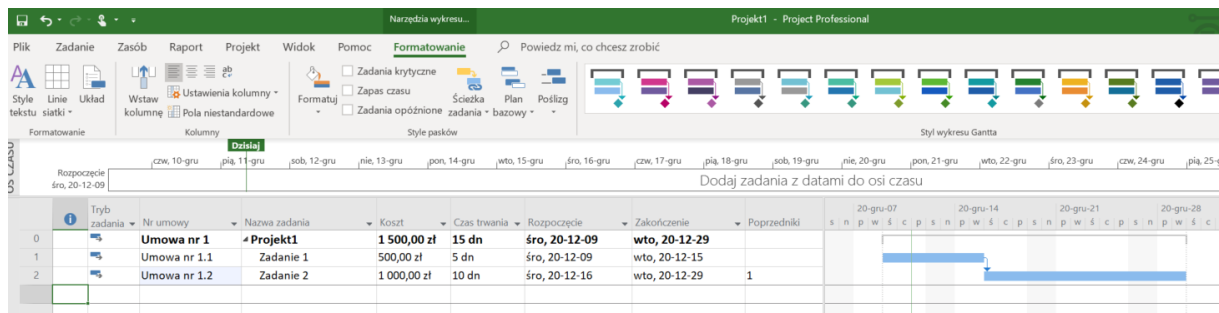 Narzędzia wykresu...
Projekt1 - Project Professional
Plik Zadanie Zasób Raport Projekt Widok Pomoc Formatowanie Powiedz mi, co chcesz zrobić
Style tekstu
Linie siatki
Układ
Formatowanie
Wstaw kolumnę
Ustawienia kolumny
Pola niestandardowe
Kolumny
Formatuj
Zadania krytyczne
Zapas czasu
Zadania opóźnione
Ścieżka zadania
Plan bazowy
Poślizg
Style pasków
Styl wykresu Gantta
Dzisiaj
czw, 10-gru pią, 11-gru sob, 12-gru nie, 13-gru pon, 14-gru wto, 15-gru śro, 16-gru czw, 17-gru pią, 18-gru sob, 19-gru nie, 20-gru pon, 21-gru wto, 22-gru śro, 23-gru czw, 24-gru
Rozpoczęcie
śro, 20-12-09
Dodaj zadania z datami do osi czasu
Tryb zadania Nr umowy Nazwa zadania Koszt Czas trwania Rozpoczęcie Zakończenie Poprzedniki
20-gru-07 20-gru-14 20-gru-21 20-gru-28
s n p w ś c p s n p w ś c p s n p w ś c p s n p w ś c
0 Umowa nr 1 Projekt1 1 500,00 zł 15 dn śro, 20-12-09 wto, 20-12-29
1 Umowa nr 1.1 Zadanie 1 500,00 zł 5 dn śro, 20-12-09 wto, 20-12-15
2 Umowa nr 1.2 Zadanie 2 1 000,00 zł 10 dn śro, 20-12-16 wto, 20-12-29 1